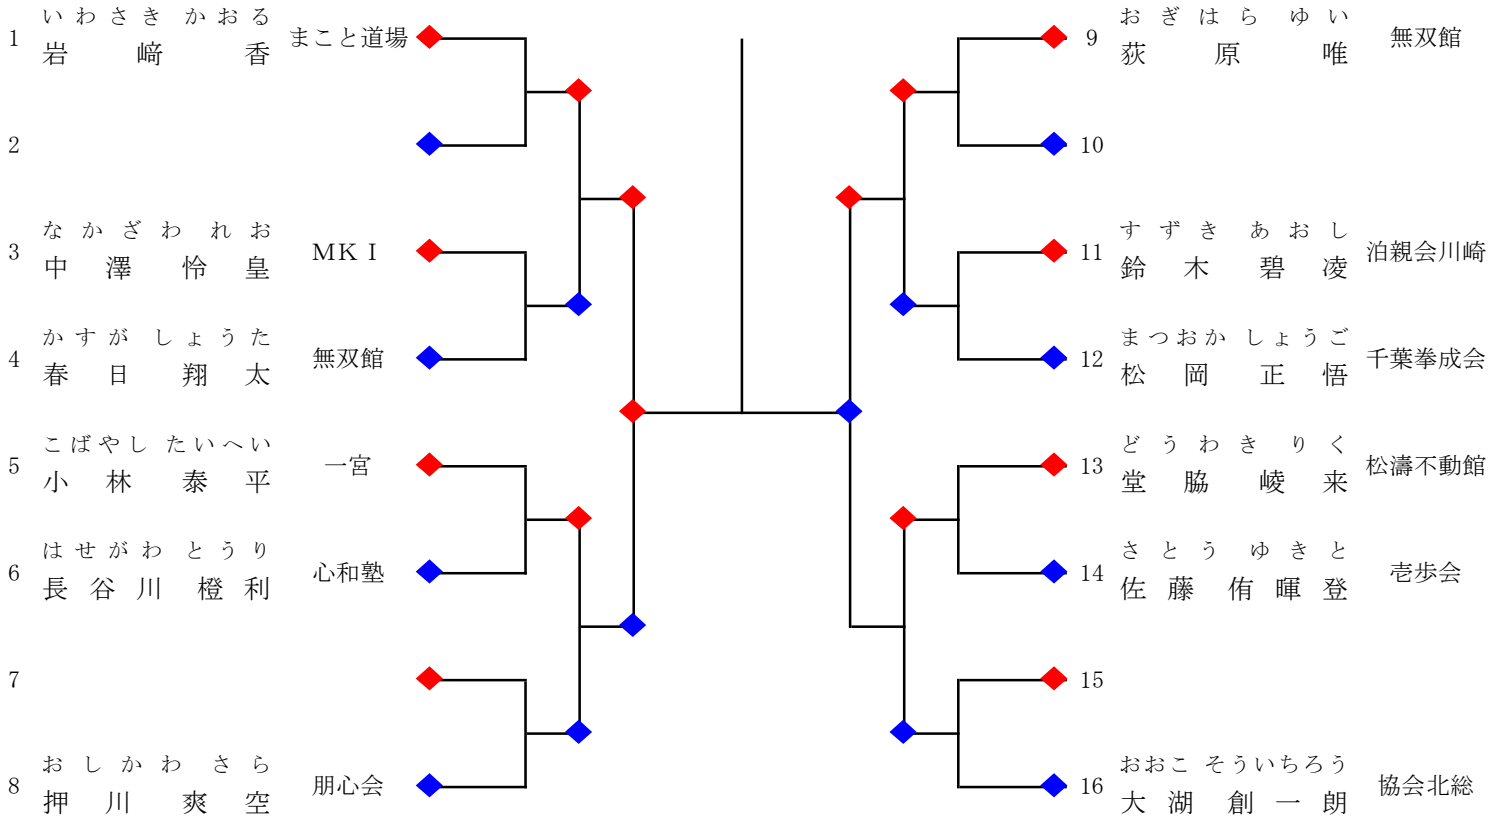 いわさき かおる
1 岩﨑香 まこと道場
2
なかざわ れお
3 中澤怜皇 ＭＫＩ
かすが しょうた
4 春日翔太 無双館
こばやし たいへい
5 小林泰平 一宮
はせがわ とうり
6 長谷川橙利 心和塾
7
おしかわ さら
8 押川爽空 朋心会
おぎはら ゆい
9 荻原唯 無双館
10
すずき あおし
11 鈴木碧凌 泊親会川崎
まつおか しょうご
12 松岡正悟 千葉拳成会
どうわき りく
13 堂脇崚来 松濤不動館
さとう ゆきと
14 佐藤侑暉登 壱歩会
15
おおこ そういちろう
16 大湖創一朗 協会北総